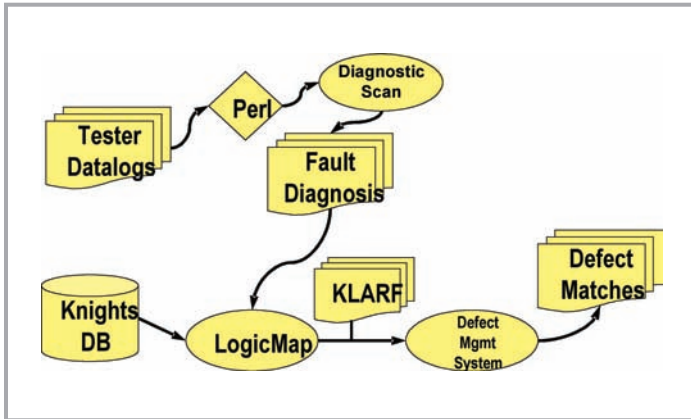 Diagnostic
Scan
Perl
Tester
Datalogs
Fault
Diagnosis
Defect
Matches
KLARF
Knights
DB
LogicMap
Defect
Mgmt
System